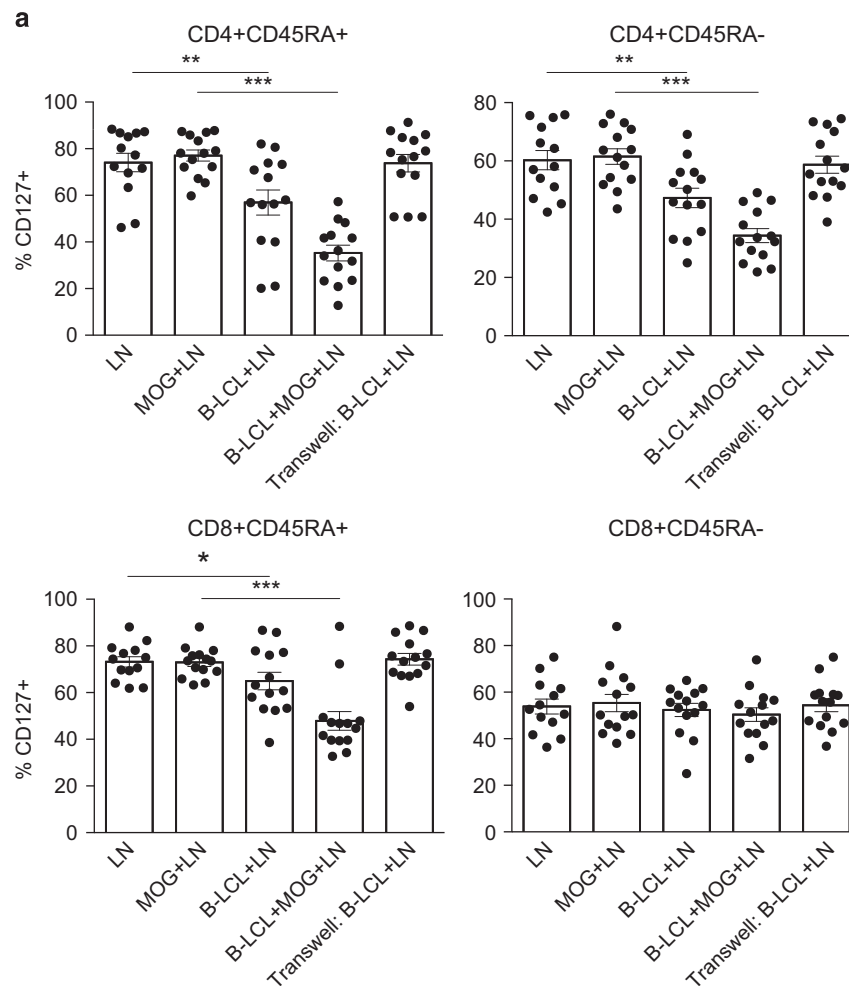 a
CD4+CD45RA+
**
***
% CD127+
100
80
60
40
20
0
LN
MOG+LN
B-LCL+LN
B-LCL+MOG+LN
Transwell: B-LCL+LN
CD4+CD45RA-
**
***
80
60
40
20
0
LN
MOG+LN
B-LCL+LN
B-LCL+MOG+LN
Transwell: B-LCL+LN
CD8+CD45RA+
*
***
% CD127+
100
80
60
40
20
0
LN
MOG+LN
B-LCL+LN
B-LCL+MOG+LN
Transwell: B-LCL+LN
CD8+CD45RA-
100
80
60
40
20
0
LN
MOG+LN
B-LCL+LN
B-LCL+MOG+LN
Transwell: B-LCL+LN